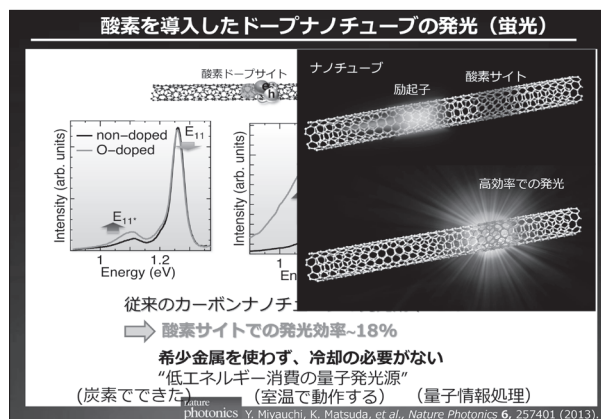 酸素を導入したドープナノチューブの発光（蛍光）
酸素ドープサイト
e
h
non-doped
O-doped
E11
E11*
Intensity (arb. units)
1
1.2
Energy (eV)
Intensity (arb. units)
1
En
ナノチューブ
励起子
酸素サイト
高効率での発光
従来のカーボンナノチュ
酸素サイトでの発光効率~18%
希少金属を使わず、冷却の必要がない
“低エネルギー消費の量子発光源”
(炭素でできた)
(室温で動作する)
(量子情報処理)
nature
photonics
Y. Miyauchi, K. Matsuda, et al., Nature Photonics 6, 257401 (2013)